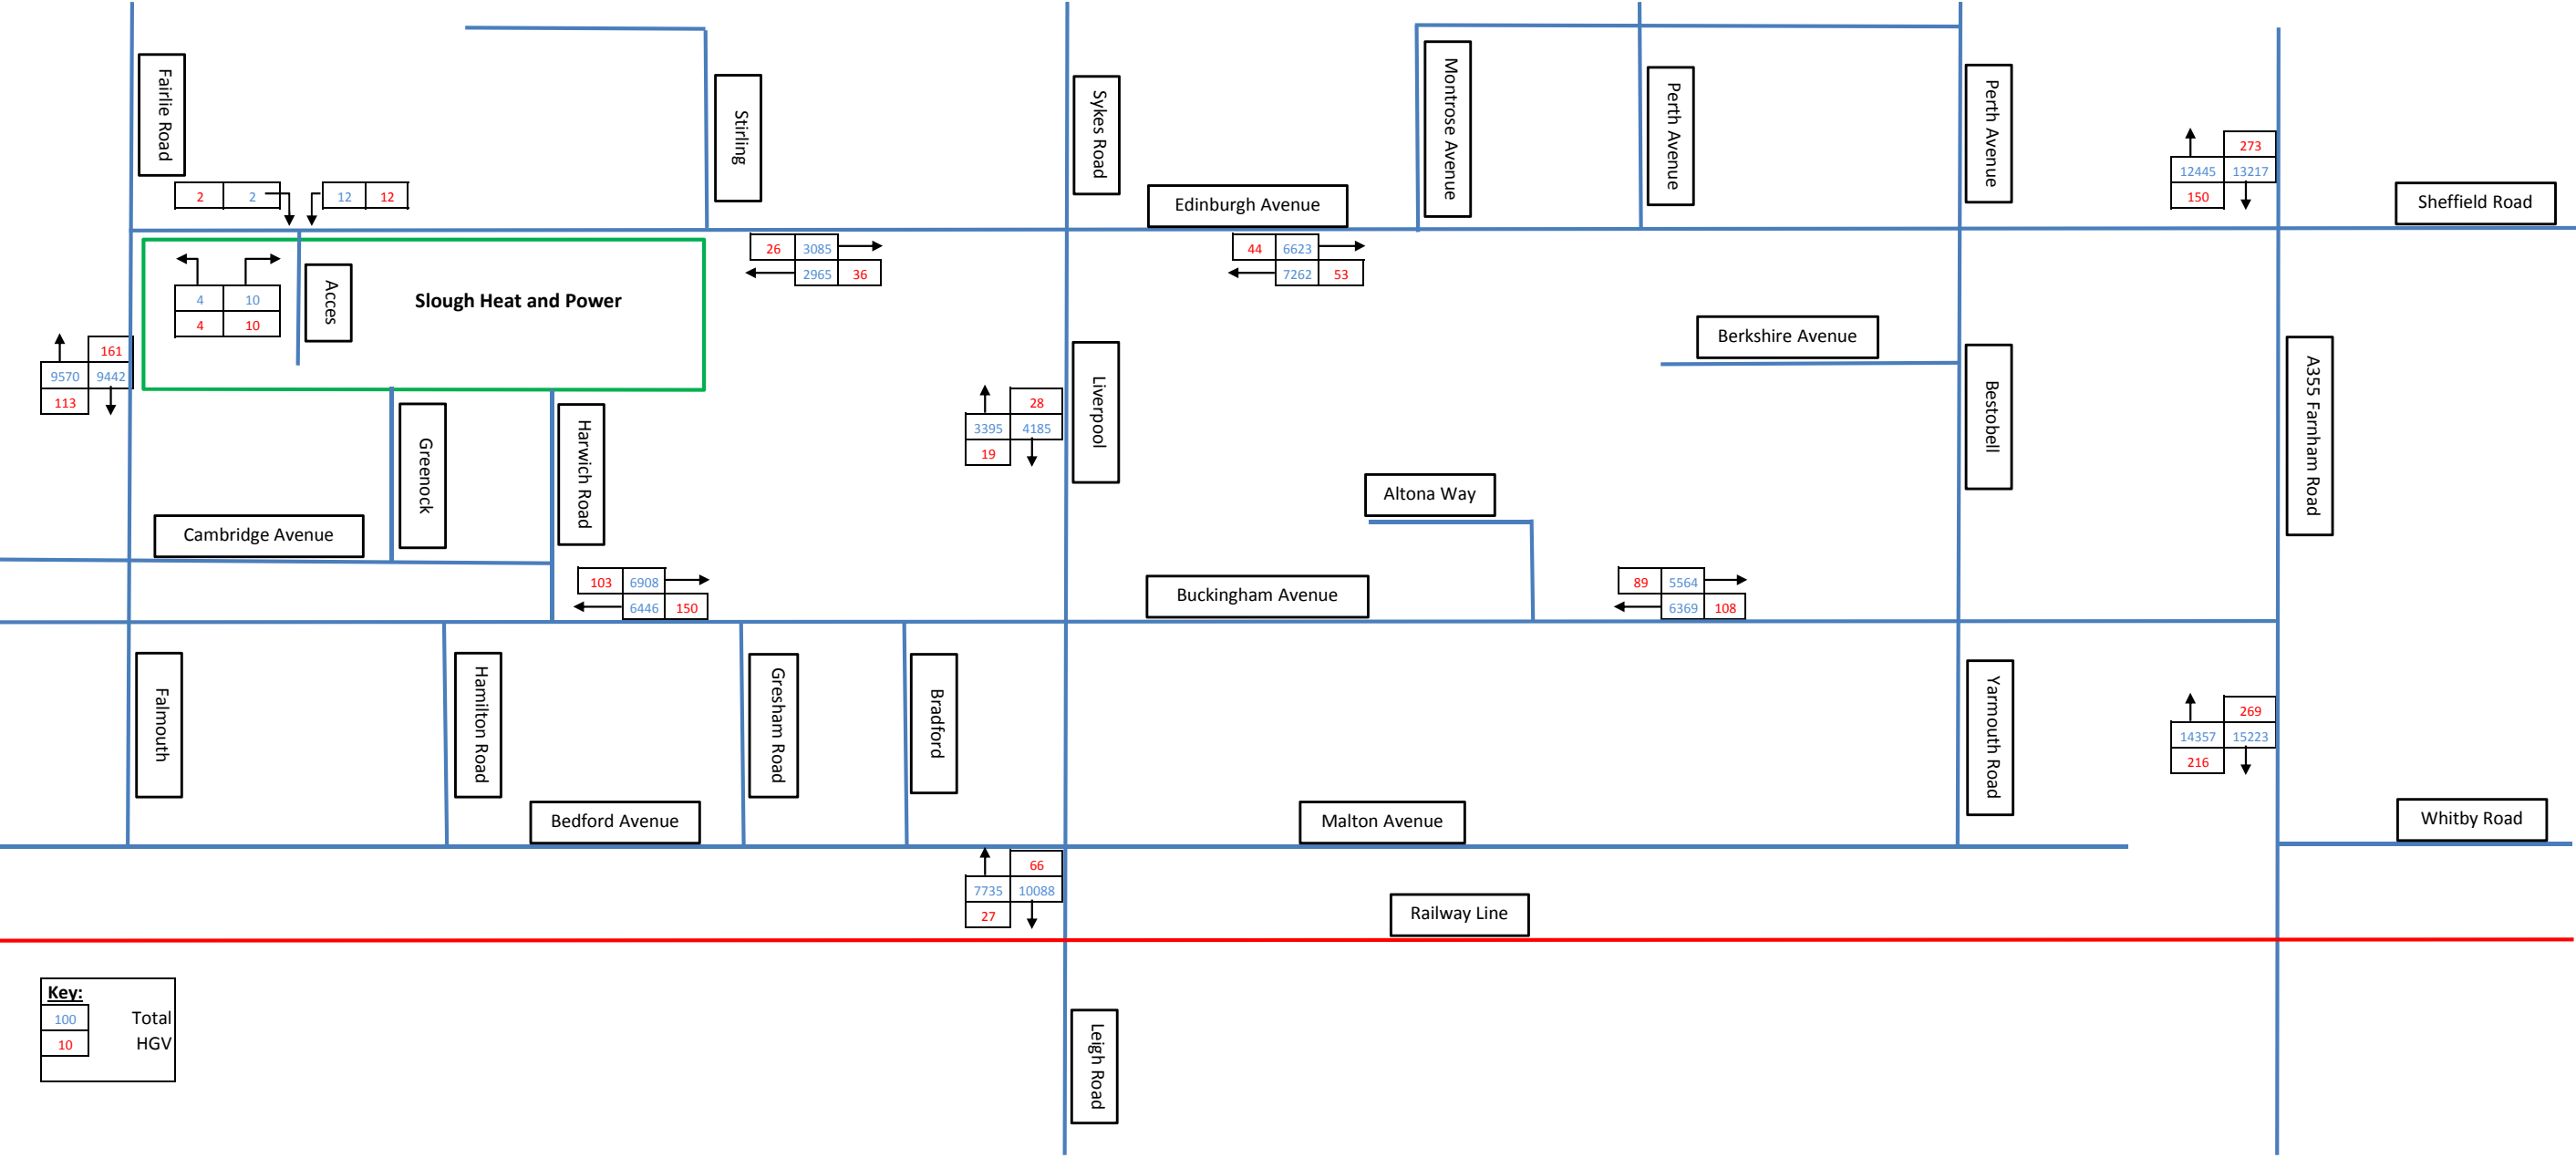 Fairlie Road
Stirling
Sykes Road
Montrose Avenue
Perth Avenue
Perth Avenue
273
12445 13217
150
2 2 12 12
Edinburgh Avenue
Sheffield Road
26 3085
2965 36
44 6623
7262 53
Acces
Slough Heat and Power
4 10
4 10
161
9570 9442
113
Berkshire Avenue
Liverpool
Bestobell
A355 Farnham Road
28
3395 4185
19
Greenock
Harwich Road
Altona Way
Cambridge Avenue
103 6908
6446 150
Buckingham Avenue
89 5564
6369 108
Falmouth
Hamilton Road
Gresham Road
Bradford
Yarmouth Road
269
14357 15223
216
Bedford Avenue
Malton Avenue
Whitby Road
66
7735 10088
27
Railway Line
Key:
100 Total
10 HGV
Leigh Road